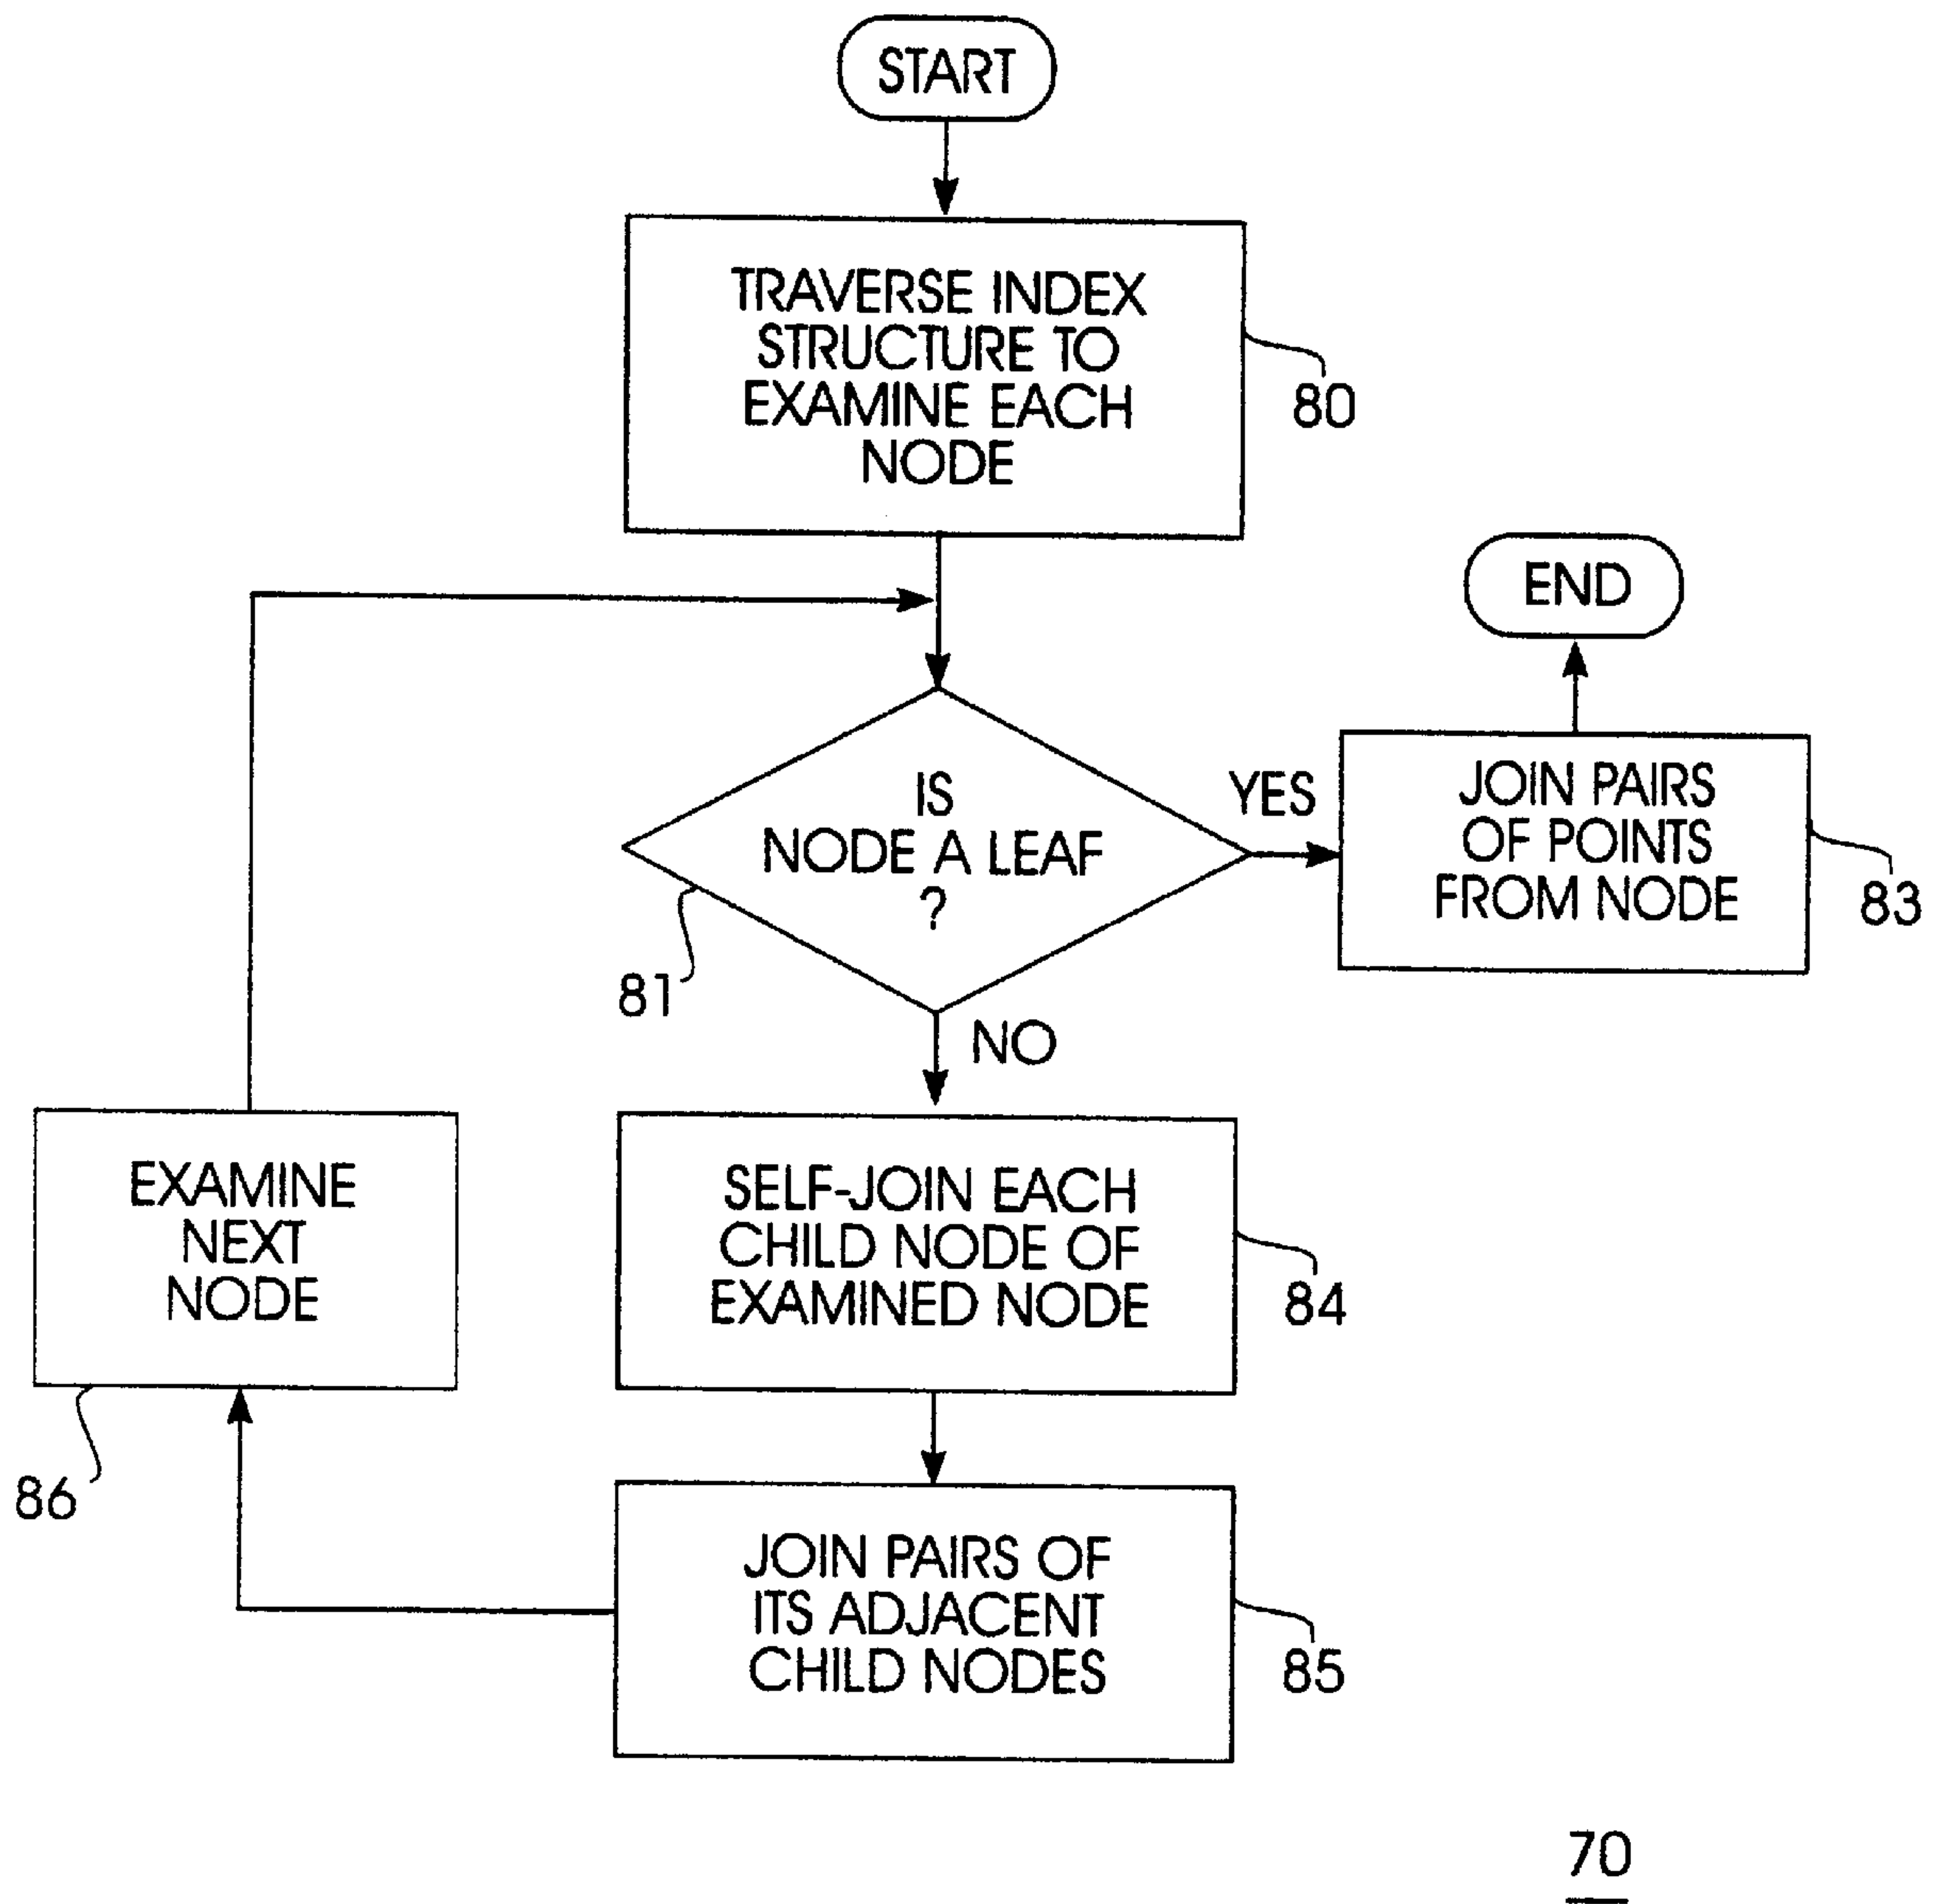 START
TRAVERSE INDEX
STRUCTURE TO
EXAMINE EACH
NODE
80
END
IS
NODE A LEAF
?
81
YES
JOIN PAIRS
OF POINTS
FROM NODE
83
NO
SELF-JOIN EACH
CHILD NODE OF
EXAMINED NODE
84
JOIN PAIRS OF
ITS ADJACENT
CHILD NODES
85
EXAMINE
NEXT
NODE
86
70